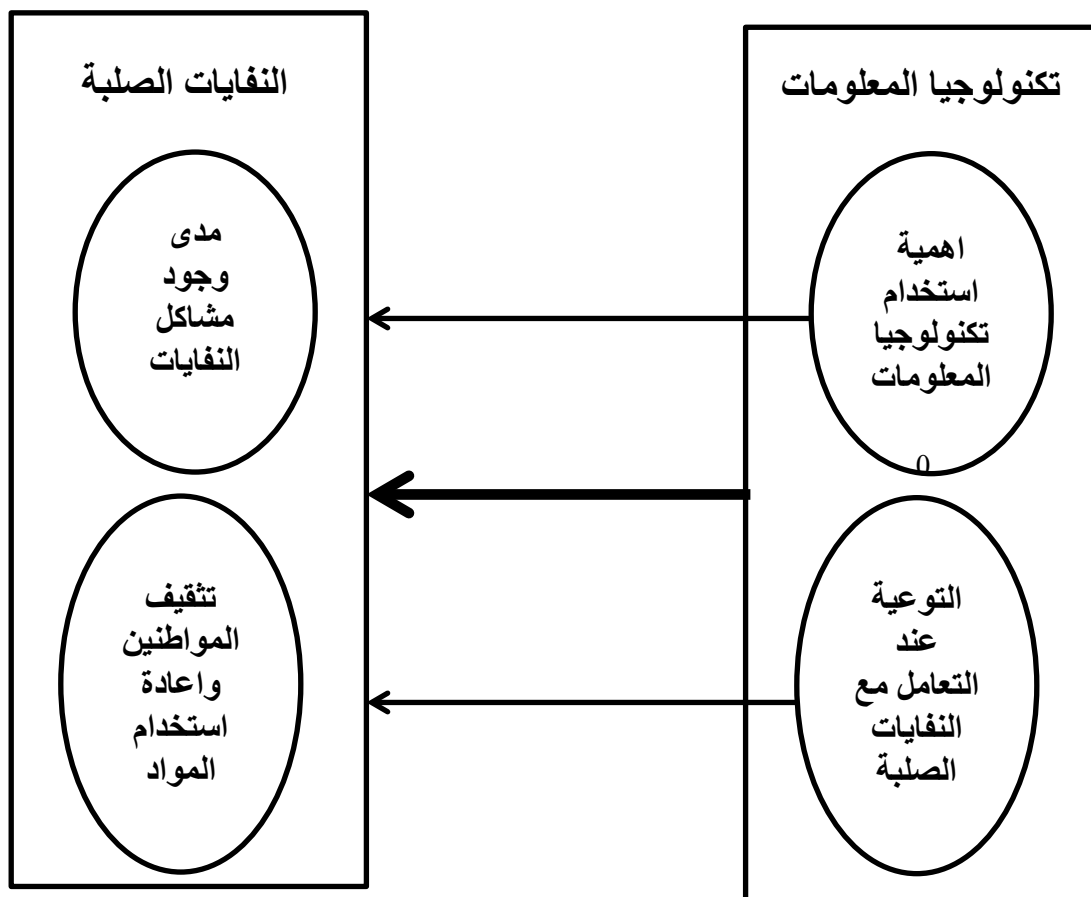 تكنولوجيا المعلومات
اهمية
استخدام
تكنولوجيا
المعلومات
0
التوعية
عند
التعامل مع
النفايات
الصلبة
النفايات الصلبة
مدى
وجود
مشاكل
النفايات
تثقيف
المواطنين
واعادة
استخدام
المواد